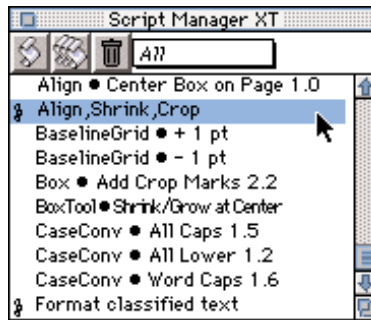 Script Manager XT
All
Align ● Center Box on Page 1.0
Align,Shrink,Crop
BaselineGrid ● + 1 pt
BaselineGrid ● - 1 pt
Box ● Add Crop Marks 2.2
BoxTool●Shrink/Grow at Center
CaseConv ● All Caps 1.5
CaseConv ● All Lower 1.2
CaseConv ● Word Caps 1.6
Format classified text